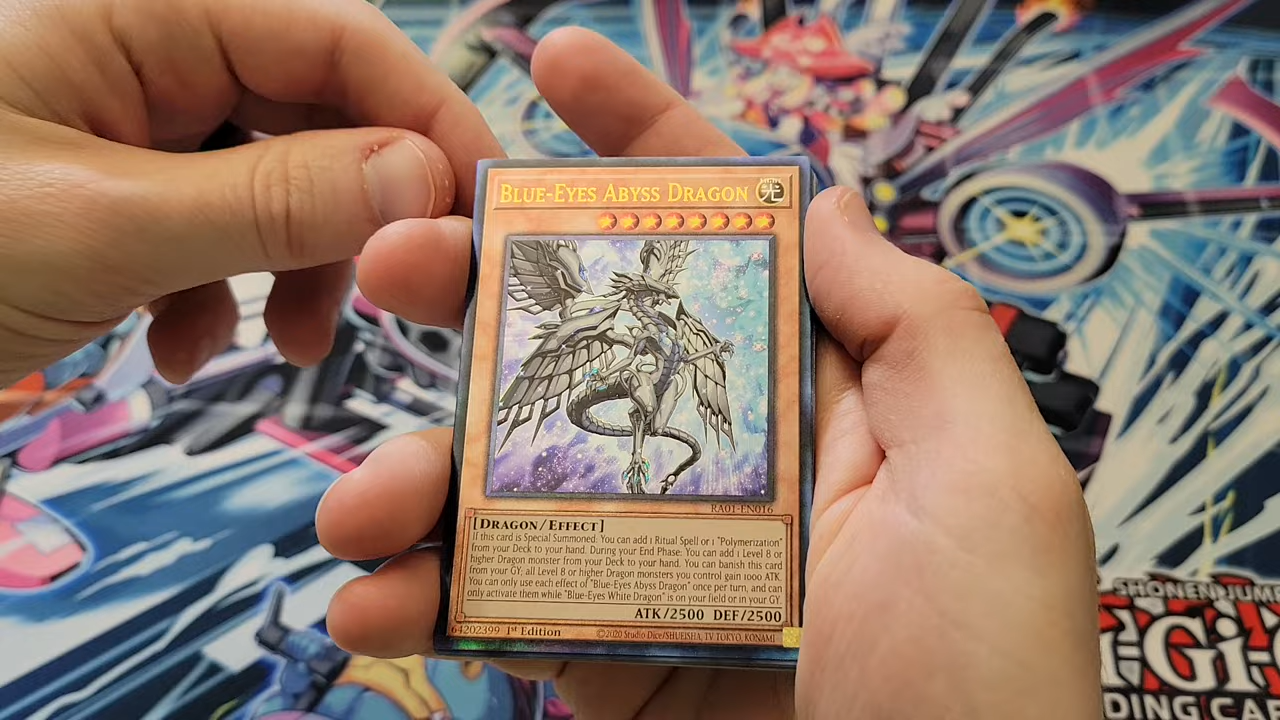 BLUE-EYES ABYSS DRAGON
LIGHT
光
RA01-EN016
[DRAGON/EFFECT]
If this card is Special Summoned: You can add 1 Ritual Spell or 1 "Polymerization"
from your Deck to your hand. During your End Phase: You can add 1 Level 8 or
higher Dragon monster from your Deck to your hand. You can banish this card
from your GY; all Level 8 or higher Dragon monsters you control gain 1000 ATK.
You can only use each effect of "Blue-Eyes Abyss Dragon" once per turn, and can
only activate them while "Blue-Eyes White Dragon" is on your field or in your GY.
ATK/2500 DEF/2500
64202399 1st Edition ©2020 Studio Dice/SHUEISHA, TV TOKYO, KONAMI
SHONEN JUMP
Gi-
DING CAR